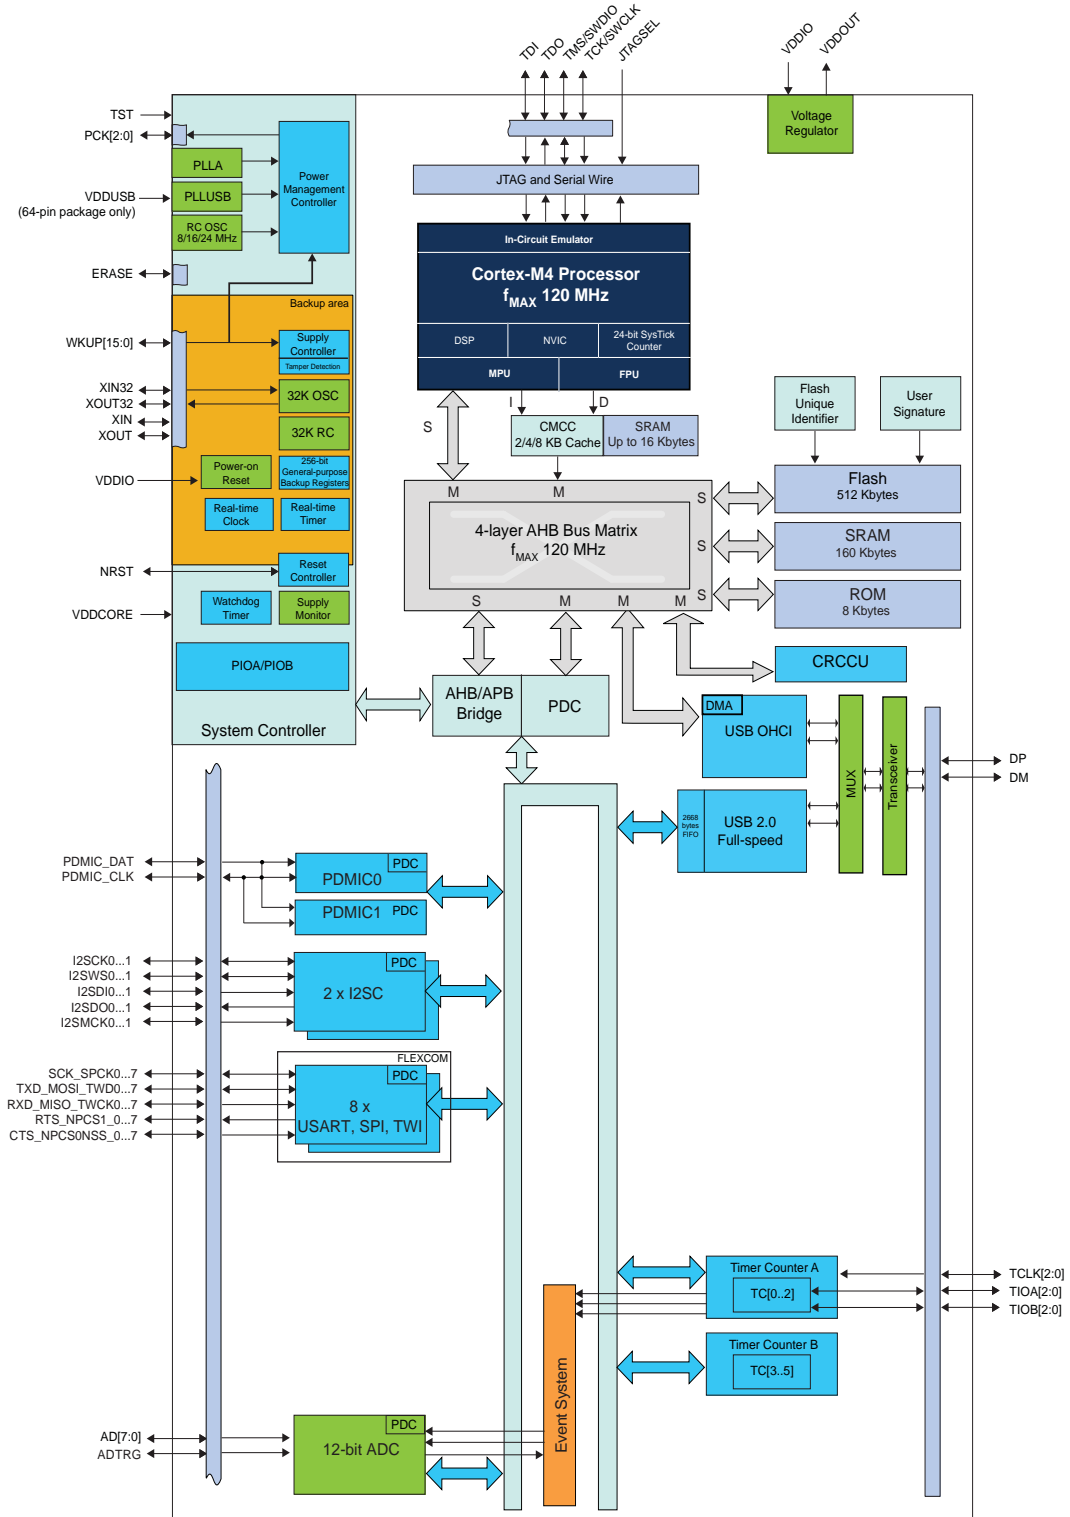 TDI
TDO
TMS/SWDIO
TCK/SWCLK
JTAGSEL
VDDIO
VDDOUT
TST
PCK[2:0]
VDDUSB
(64-pin package only)
ERASE
WKUP[15:0]
XIN32
XOUT32
XIN
XOUT
VDDIO
NRST
VDDCORE
PLLA
PLLUSB
RC OSC
8/16/24 MHz
Power
Management
Controller
Backup area
Supply
Controller
Tamper Detection
32K OSC
32K RC
Power-on
Reset
256-bit
General-purpose
Backup Registers
Real-time
Clock
Real-time
Timer
Reset
Controller
Watchdog
Timer
Supply
Monitor
PIOA/PIOB
System Controller
Voltage
Regulator
JTAG and Serial Wire
In-Circuit Emulator
Cortex-M4 Processor
fMAX 120 MHz
DSP
NVIC
24-bit SysTick
Counter
MPU
FPU
I
D
S
CMCC
2/4/8 KB Cache
SRAM
Up to 16 Kbytes
Flash
Unique
Identifier
User
Signature
M
M
S
S
S
4-layer AHB Bus Matrix
fMAX 120 MHz
S
M
M
M
Flash
512 Kbytes
SRAM
160 Kbytes
ROM
8 Kbytes
CRCCU
AHB/APB
Bridge
PDC
DMA
USB OHCI
2668
bytes
FIFO
USB 2.0
Full-speed
MUX
Transceiver
DP
DM
PDMIC_DAT
PDMIC_CLK
PDC
PDMIC0
PDMIC1
PDC
I2SCK0...1
I2SWS0...1
I2SDI0...1
I2SDO0...1
I2SMCK0...1
PDC
2 x I2SC
FLEXCOM
SCK_SPCK0...7
TXD_MOSI_TWD0...7
RXD_MISO_TWCK0...7
RTS_NPCS1_0...7
CTS_NPCS0NSS_0...7
PDC
8 x
USART, SPI, TWI
Timer Counter A
TC[0..2]
TCLK[2:0]
TIOA[2:0]
TIOB[2:0]
Timer Counter B
TC[3..5]
Event System
AD[7:0]
ADTRG
PDC
12-bit ADC